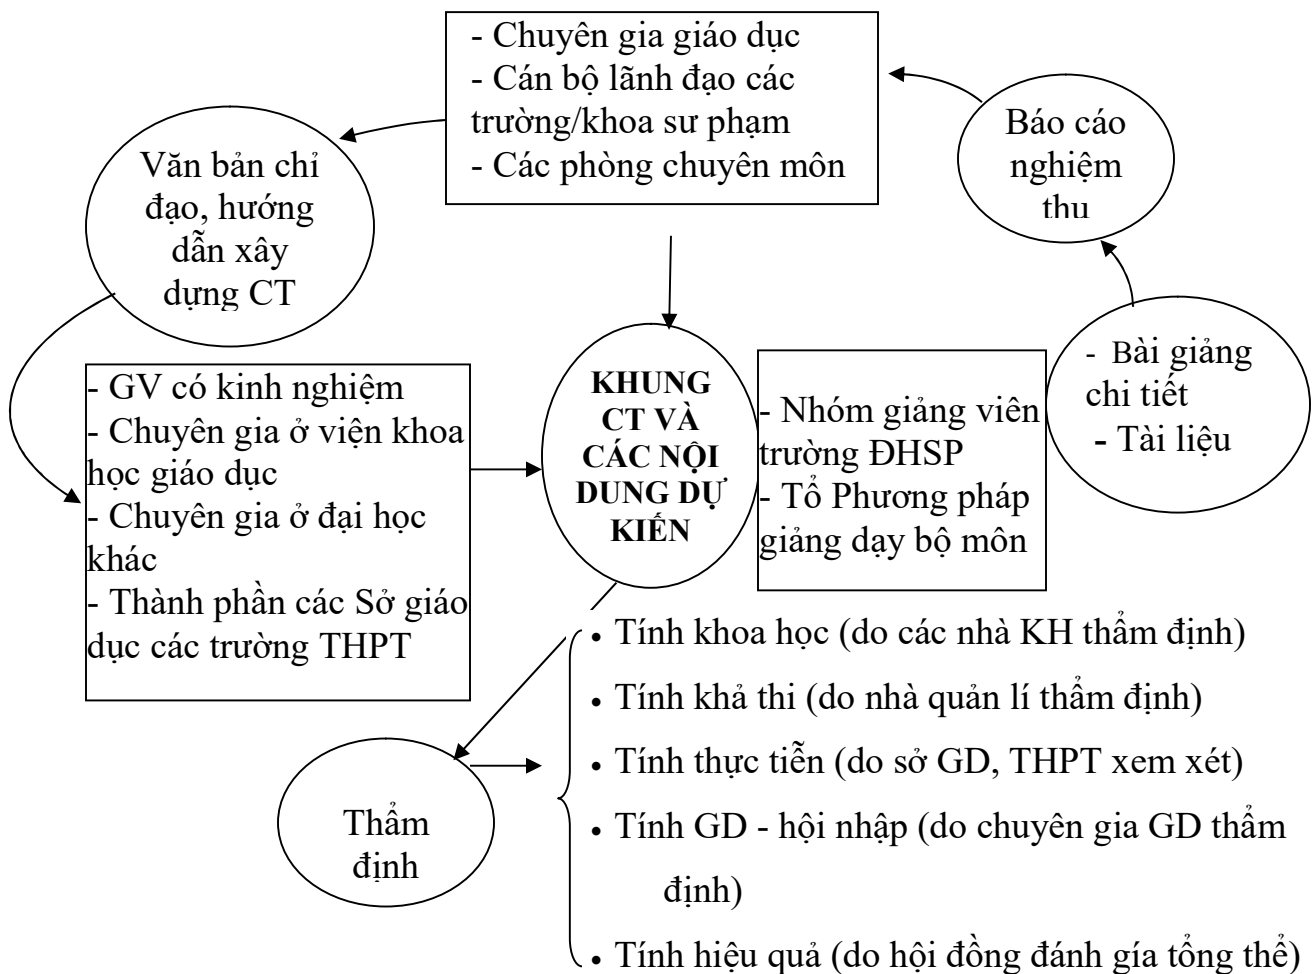 - Chuyên gia giáo dục
- Cán bộ lãnh đạo các
trường/khoa sư phạm
- Các phòng chuyên môn
Báo cáo
nghiệm
thu
Văn bản chỉ
đạo, hướng
dẫn xây
dựng CT
- GV có kinh nghiệm
- Chuyên gia ở viện khoa
học giáo dục
- Chuyên gia ở đại học
khác
- Thành phần các Sở giáo
dục các trường THPT
KHUNG
CT VÀ
CÁC NỘI
DUNG DỰ
KIẾN
- Nhóm giảng viên
trường ĐHSP
- Tổ Phương pháp
giảng dạy bộ môn
- Bài giảng
chi tiết
- Tài liệu
Thẩm
định
• Tính khoa học (do các nhà KH thẩm định)
• Tính khả thi (do nhà quản lí thẩm định)
• Tính thực tiễn (do sở GD, THPT xem xét)
• Tính GD - hội nhập (do chuyên gia GD thẩm
định)
• Tính hiệu quả (do hội đồng đánh gía tổng thể)